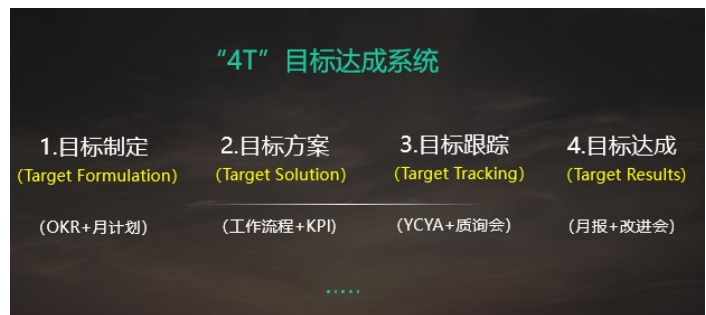 “4T”目标达成系统
1.目标制定
(Target Formulation)
(OKR+月计划)
2.目标方案
(Target Solution)
(工作流程+KPI)
3.目标跟踪
(Target Tracking)
(YCYA+质询会)
4.目标达成
(Target Results)
(月报+改进会)
.....